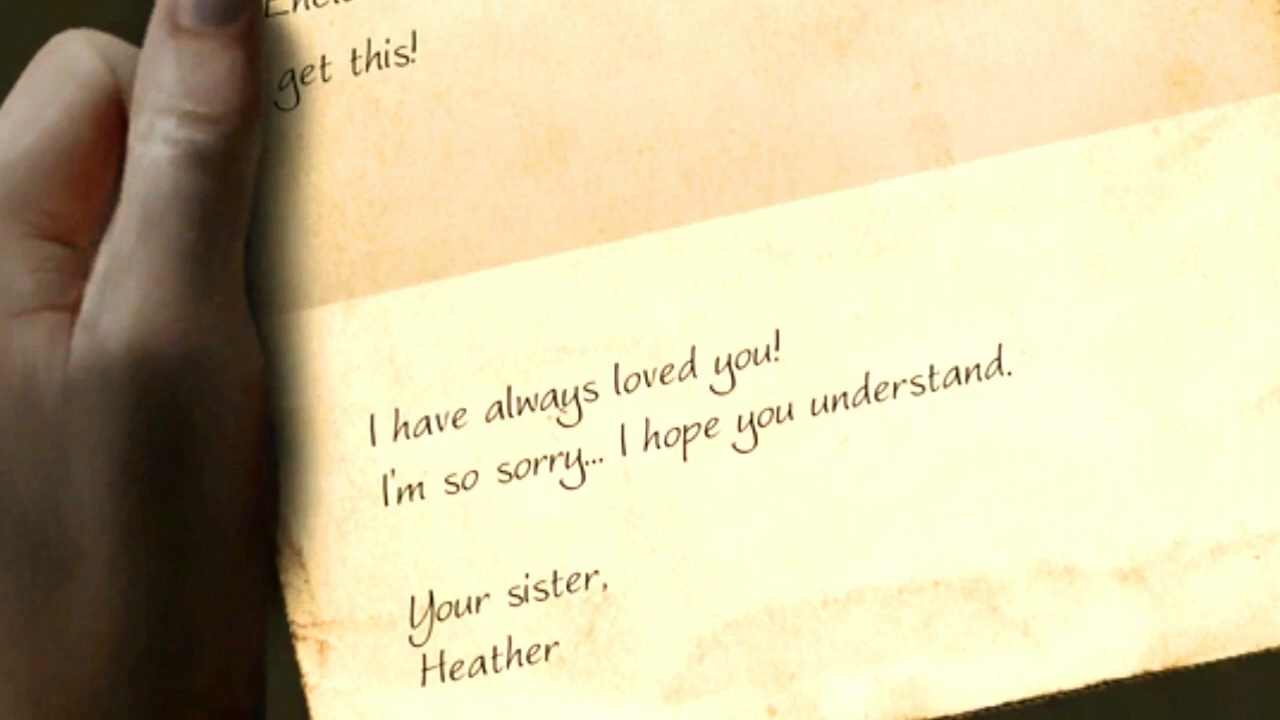 get this!
I have always loved you!
I'm so sorry... I hope you understand.
Your sister,
Heather